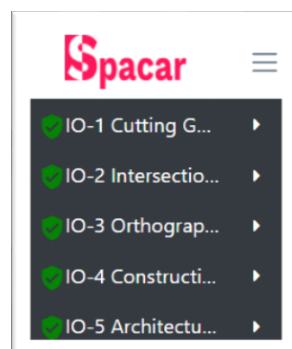 Spacar
IO-1 Cutting G...
IO-2 Intersectio...
IO-3 Orthograp...
IO-4 Constructi...
IO-5 Architectu...